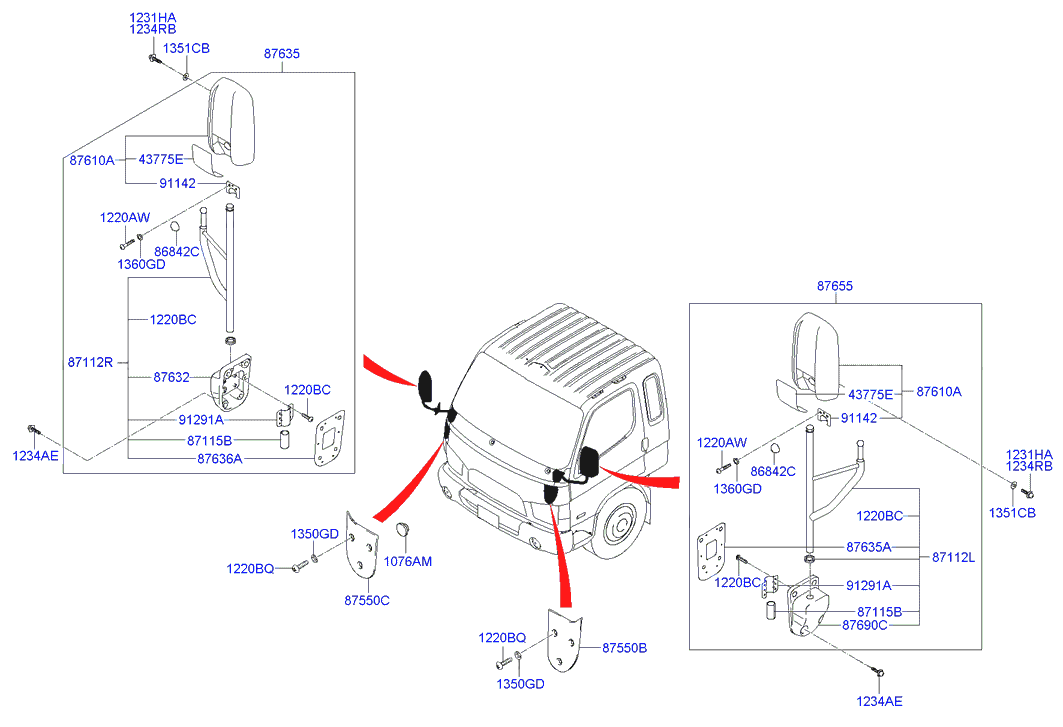 1231HA
1234RB
1351CB
87635
87610A
43775E
91142
1220AW
86842C
1360GD
1220BC
87112R
87632
1220BC
91291A
87115B
87636A
1234AE
87655
43775E
87610A
91142
1220AW
86842C
1360GD
1231HA
1234RB
1351CB
1220BC
87635A
87112L
1220BC
91291A
87115B
87690C
1234AE
1350GD
1220BQ
1076AM
87550C
1220BQ
87550B
1350GD